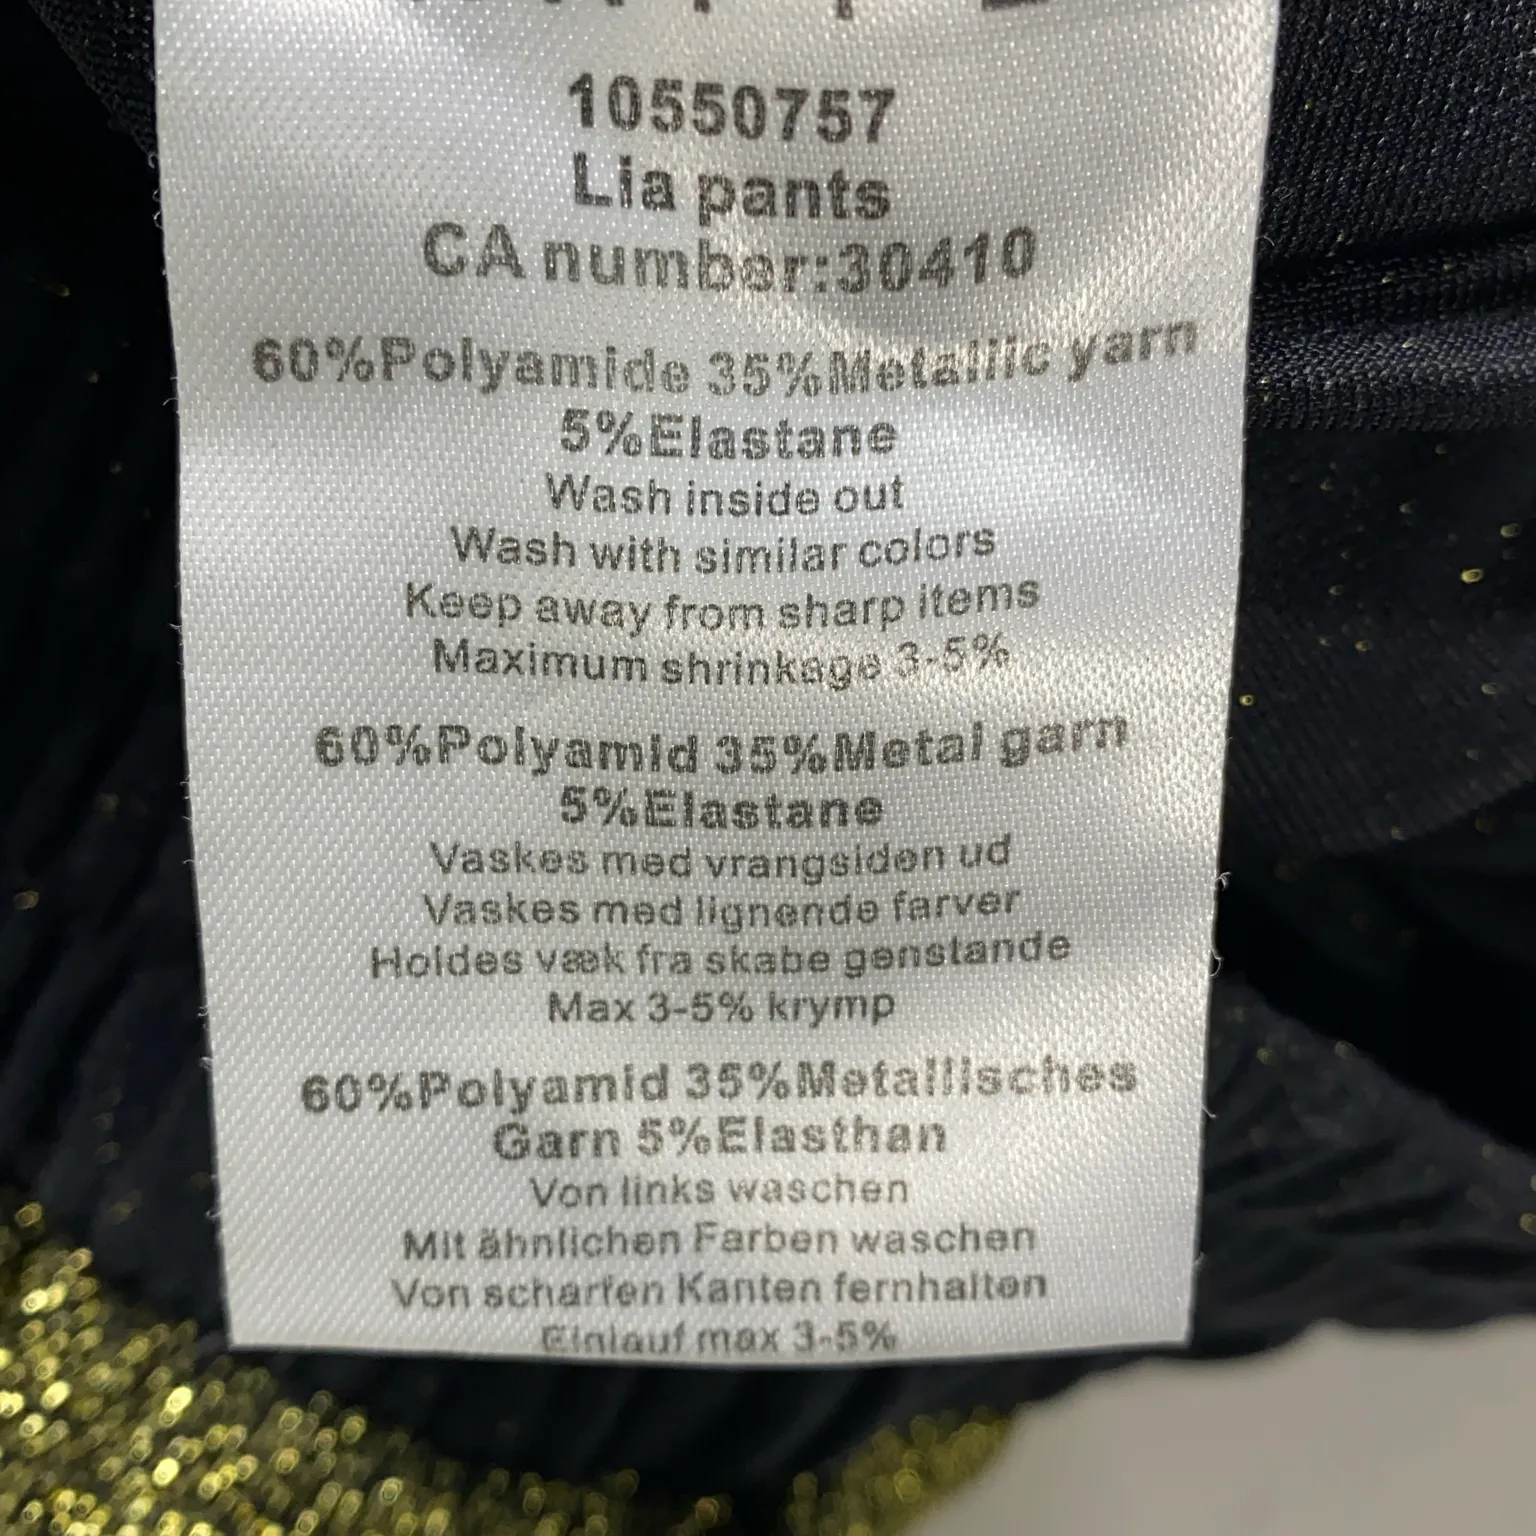 10550757
Lia pants
CA number:30410
60%Polyamide 35%Metallic yarn
5%Elastane
Wash inside out
Wash with similar colors
Keep away from sharp items
Maximum shrinkage 3-5%
60%Polyamid 35%Metal garn
5%Elastane
Vaskes med vrangsiden ud
Vaskes med lignende farver
Holdes væk fra skabe genstande
Max 3-5% krymp
60%Polyamid 35%Metallisches
Garn 5%Elasthan
Von links waschen
Mit ähnlichen Farben waschen
Von scharfen Kanten fernhalten
Einlauf max 3-5%